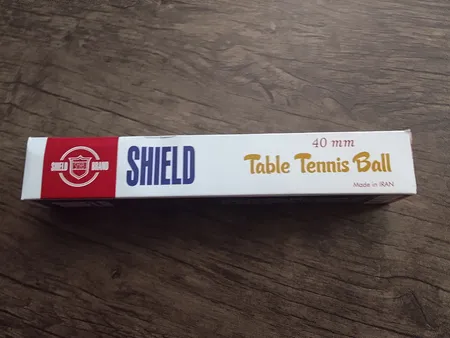 SHIELD BRAND
SHIELD
40 mm
Table Tennis Ball
Made in IRAN